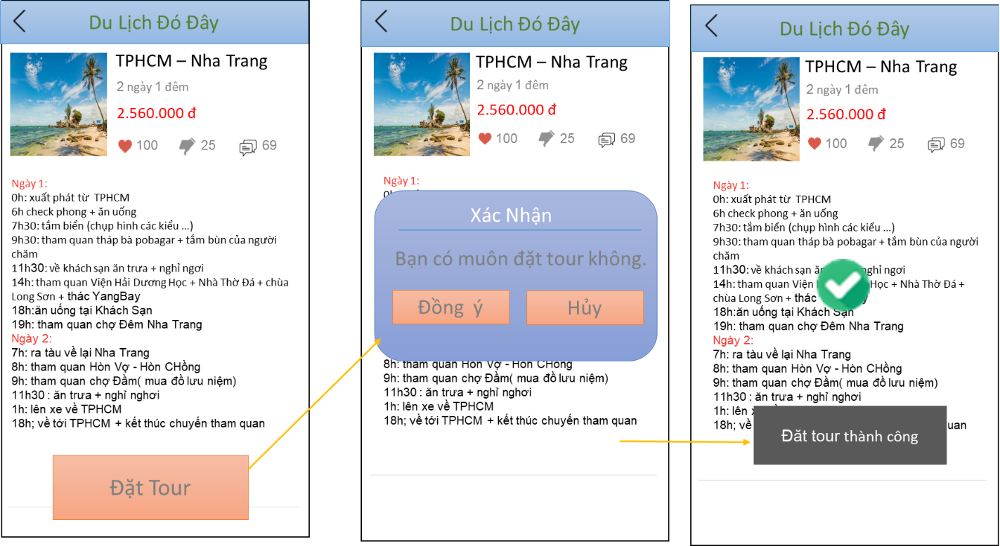 Du Lịch Đó Đây
TPHCM – Nha Trang
2 ngày 1 đêm
2.560.000 đ
100 25 69
Ngày 1:
0h: xuất phát từ TPHCM
6h check phong + ăn uống
7h30: tắm biển (chụp hình các kiểu ...)
9h30: tham quan tháp bà pobagar + tắm bùn của người
chăm
11h30: về khách sạn ăn trưa + nghỉ ngơi
14h: tham quan Viện Hải Dương Học + Nhà Thờ Đá + chùa
Long Sơn + thác YangBay
18h:ăn uống tại Khách Sạn
19h: tham quan chợ Đêm Nha Trang
Ngày 2:
7h: ra tàu về lại Nha Trang
8h: tham quan Hòn Vợ - Hòn CHồng
9h: tham quan chợ Đầm( mua đồ lưu niệm)
11h30 : ăn trưa + nghỉ nghơi
1h: lên xe về TPHCM
18h; về tới TPHCM + kết thúc chuyến tham quan
Đặt Tour
Du Lịch Đó Đây
TPHCM – Nha Trang
2 ngày 1 đêm
2.560.000 đ
100 25 69
Ngày 1:
Xác Nhận
Bạn có muôn đặt tour không.
Đồng ý Hủy
8h: tham quan Hòn Vợ - Hòn CHồng
9h: tham quan chợ Đầm( mua đồ lưu niệm)
11h30 : ăn trưa + nghỉ nghơi
1h: lên xe về TPHCM
18h; về tới TPHCM + kết thúc chuyến tham quan
Du Lịch Đó Đây
TPHCM – Nha Trang
2 ngày 1 đêm
2.560.000 đ
100 25 69
Ngày 1:
0h: xuất phát từ TPHCM
6h check phong + ăn uống
7h30: tắm biển (chụp hình các kiểu ...)
9h30: tham quan tháp bà pobagar + tắm bùn của người
chăm
11h30: về khách sạn nghỉ ngơi
14h: tham quan Viện Học + Nhà Thờ Đá +
chùa Long Sơn + thác
18h:ăn uống tại Khách Sạn
19h: tham quan chợ Đêm Nha Trang
Ngày 2:
7h: ra tàu về lại Nha Trang
8h: tham quan Hòn Vợ - Hòn CHồng
9h: tham quan chợ Đầm( mua đồ lưu niệm)
11h30 : ăn trưa + nghỉ nghơi
1h: lên
18h; về
Đăt tour thành công